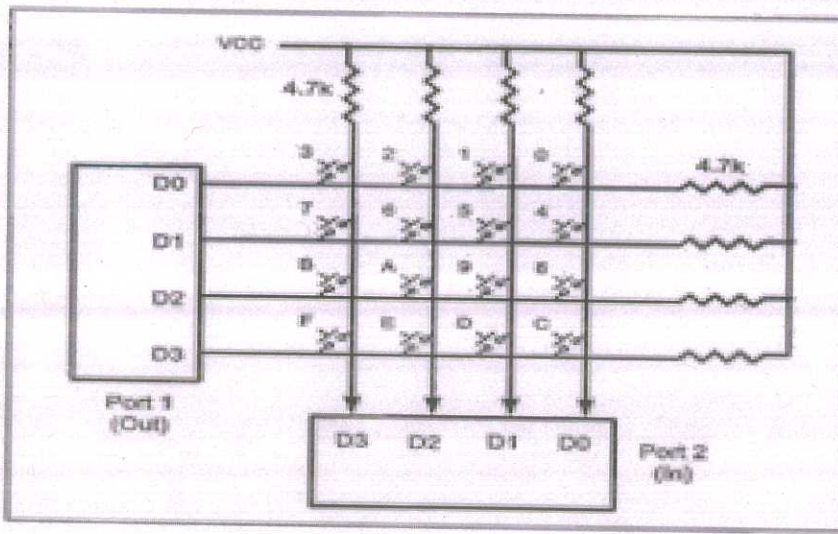 VCC
4.7k
3 2 1 0
4.7k
D0
7 6 5 4
D1
B A 9 8
D2
F E D C
D3
Port 1
(Out)
D3 D2 D1 D0
Port 2
(In)